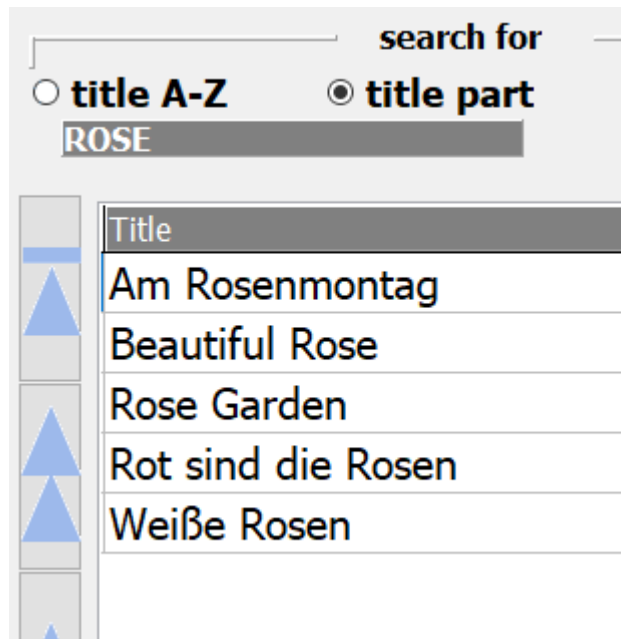 search for
title A-Z title part
ROSE
Title
Am Rosenmontag
Beautiful Rose
Rose Garden
Rot sind die Rosen
Weiße Rosen